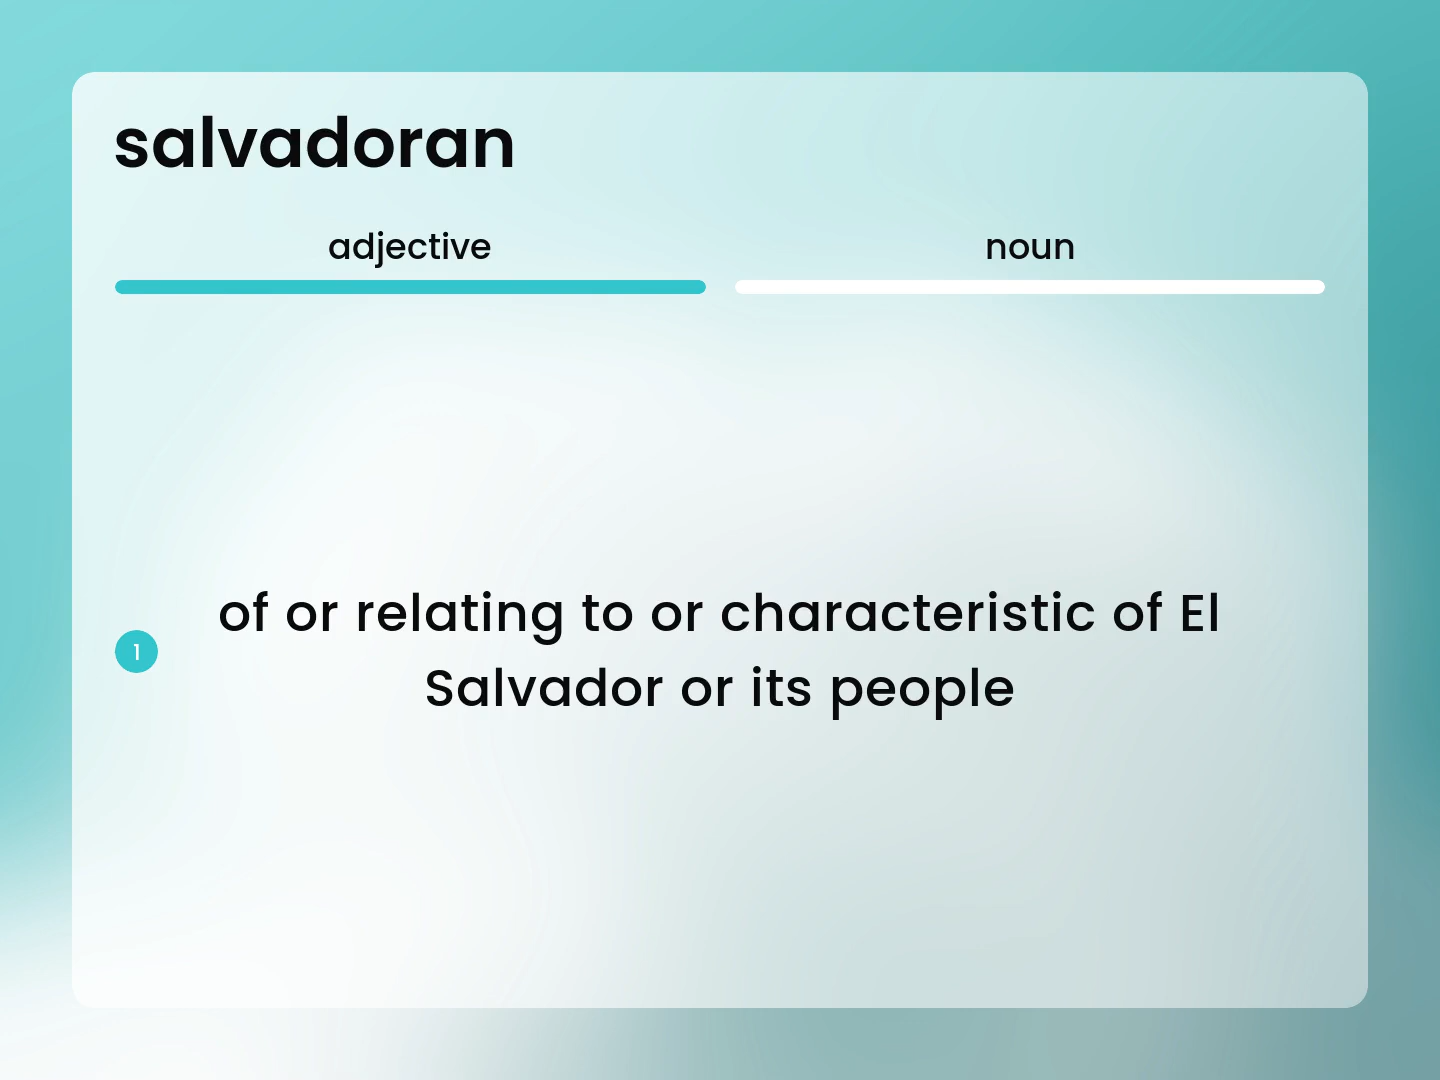 salvadoran
adjective
noun
1
of or relating to or characteristic of El
Salvador or its people